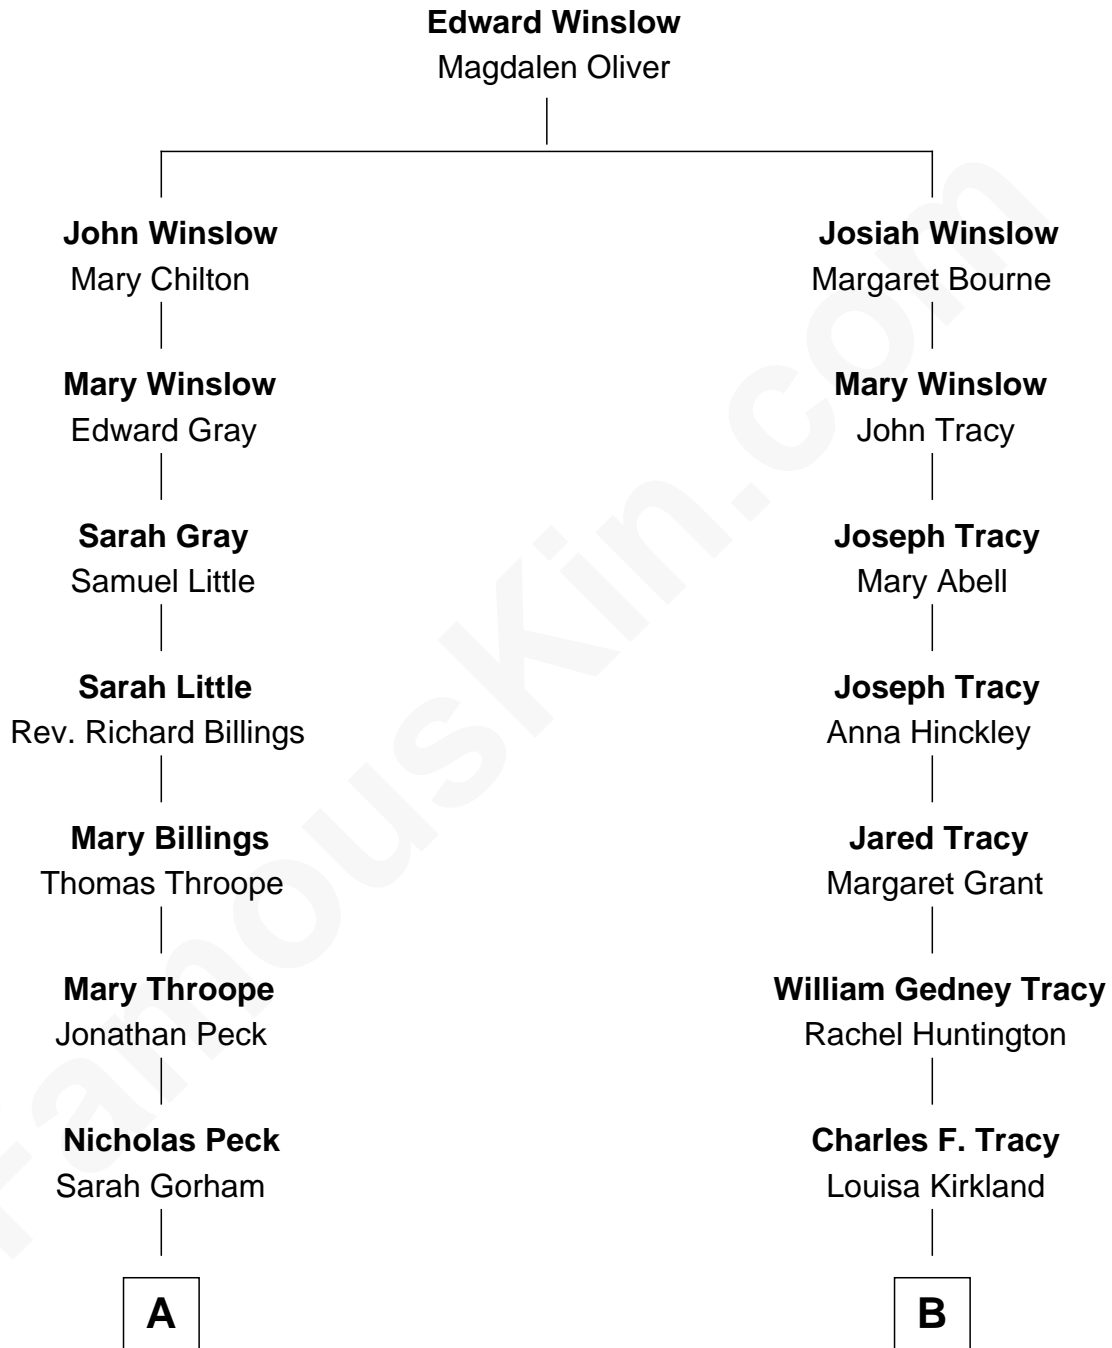 Edward Winslow
Magdalen Oliver
John Winslow
Mary Chilton
Josiah Winslow
Margaret Bourne
Mary Winslow
Edward Gray
Mary Winslow
John Tracy
Sarah Gray
Samuel Little
Joseph Tracy
Mary Abell
Sarah Little
Rev. Richard Billings
Joseph Tracy
Anna Hinckley
Mary Billings
Thomas Throope
Jared Tracy
Margaret Grant
Mary Throope
Jonathan Peck
William Gedney Tracy
Rachel Huntington
Nicholas Peck
Sarah Gorham
Charles F. Tracy
Louisa Kirkland
A
B
FamousKin.com